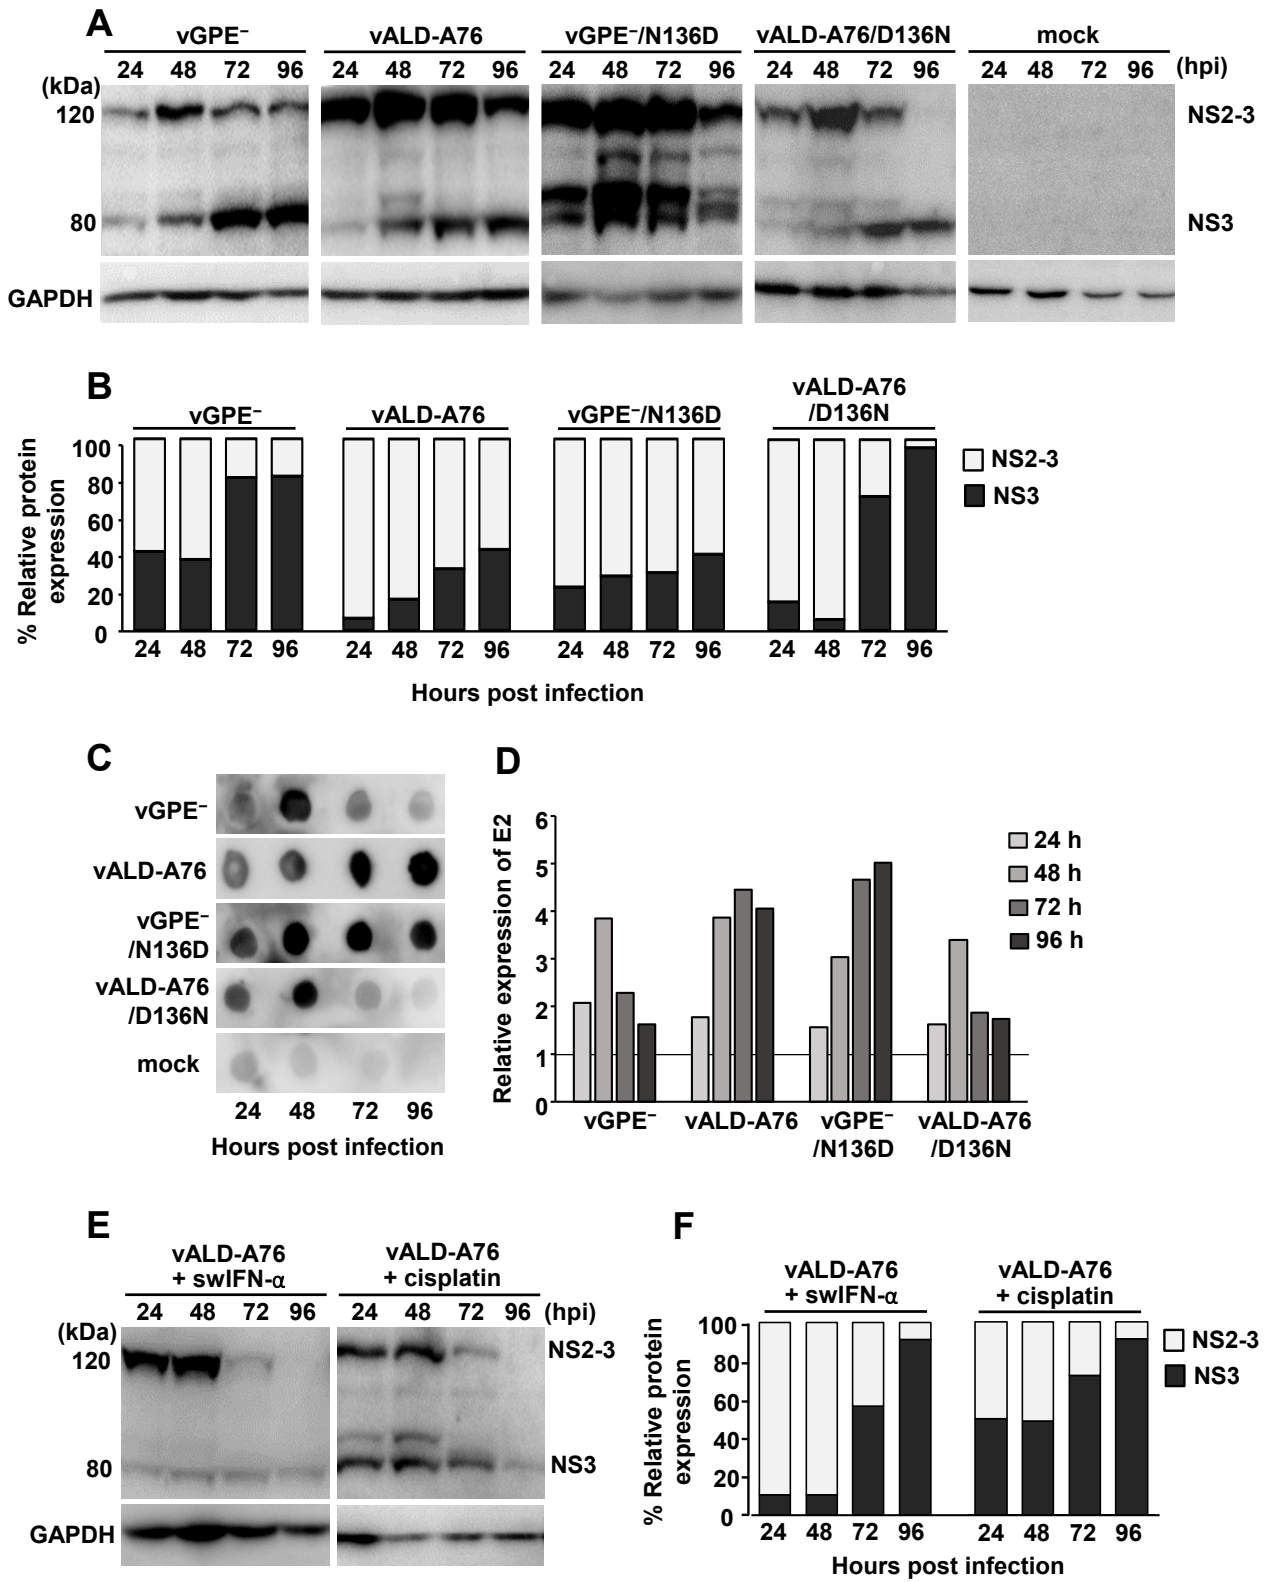 A
vGPE⁻ vALD-A76 vGPE⁻/N136D vALD-A76/D136N mock
24 48 72 96 24 48 72 96 24 48 72 96 24 48 72 96 24 48 72 96 (hpi)
(kDa)
120 NS2-3
80 NS3
GAPDH
B
vGPE⁻ vALD-A76 vGPE⁻/N136D vALD-A76
/D136N
% Relative protein
expression
100
80
60
40
20
0
NS2-3
NS3
24 48 72 96 24 48 72 96 24 48 72 96 24 48 72 96
Hours post infection
C
vGPE⁻
vALD-A76
vGPE⁻
/N136D
vALD-A76
/D136N
mock
24 48 72 96
Hours post infection
D
Relative expression of E2
6
5
4
3
2
1
0
24 h
48 h
72 h
96 h
vGPE⁻ vALD-A76 vGPE⁻ vALD-A76
/N136D /D136N
E
vALD-A76 vALD-A76
+ swIFN-α + cisplatin
24 48 72 96 24 48 72 96 (hpi)
(kDa)
120 NS2-3
80 NS3
GAPDH
F
vALD-A76 vALD-A76
+ swIFN-α + cisplatin
% Relative protein
expression
100
80
60
40
20
0
NS2-3
NS3
24 48 72 96 24 48 72 96
Hours post infection